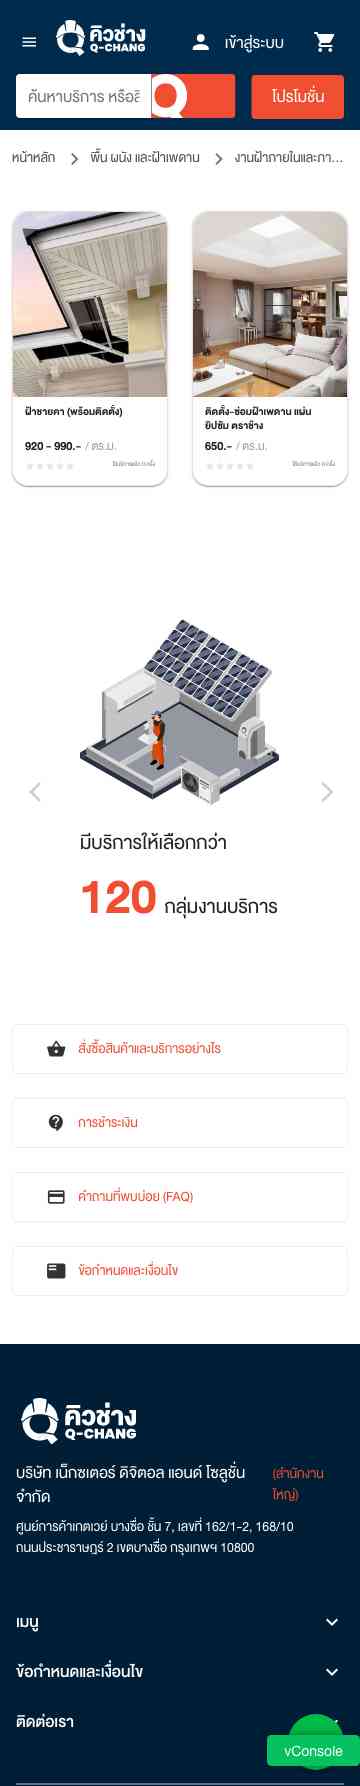 คิวช่าง
Q-CHANG
เข้าสู่ระบบ
ค้นหาบริการ หรือสิ
โปรโมชั่น
หน้าหลัก > พื้น ผนัง และฝ้าเพดาน > งานฝ้าภายในและภา...
ฝ้าชายคา (พร้อมติดตั้ง)
920 - 990.- / ตร.ม.
ติดตั้ง-ซ่อมฝ้าเพดาน แผ่น
ยิปซัม ตราช้าง
650.- / ตร.ม.
มีบริการให้เลือกกว่า
120 กลุ่มงานบริการ
สั่งซื้อสินค้าและบริการอย่างไร
การชำระเงิน
คำถามที่พบบ่อย (FAQ)
ข้อกำหนดและเงื่อนไข
คิวช่าง
Q-CHANG
บริษัท เน็กซเตอร์ ดิจิตอล แอนด์ โซลูชั่น
จำกัด
(สำนักงาน
ใหญ่)
ศูนย์การค้าเกตเวย์ บางซื่อ ชั้น 7, เลขที่ 162/1-2, 168/10
ถนนประชาราษฎร์ 2 เขตบางซื่อ กรุงเทพฯ 10800
เมนู
ข้อกำหนดและเงื่อนไข
ติดต่อเรา
vConsole